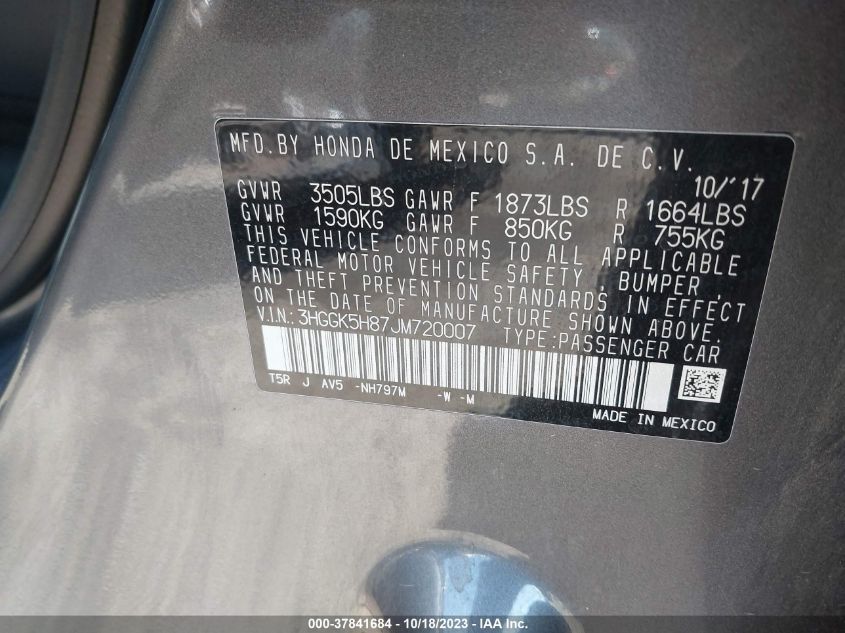 MFD.BY HONDA DE MEXICO S.A. DE C.V.
10/'17
GVWR 3505LBS GAWR F 1873LBS R 1664LBS
GVWR 1590KG GAWR F 850KG R 755KG
THIS VEHICLE CONFORMS TO ALL APPLICABLE
FEDERAL MOTOR VEHICLE SAFETY, BUMPER,
AND THEFT PREVENTION STANDARDS IN EFFECT
ON THE DATE OF MANUFACTURE SHOWN ABOVE.
V.I.N.: 3HGGK5H87JM720007 TYPE:PASSENGER CAR
T5R J AV5 -NH797M -W -M
MADE IN MEXICO
000-37841684 - 10/18/2023 - IAA Inc.